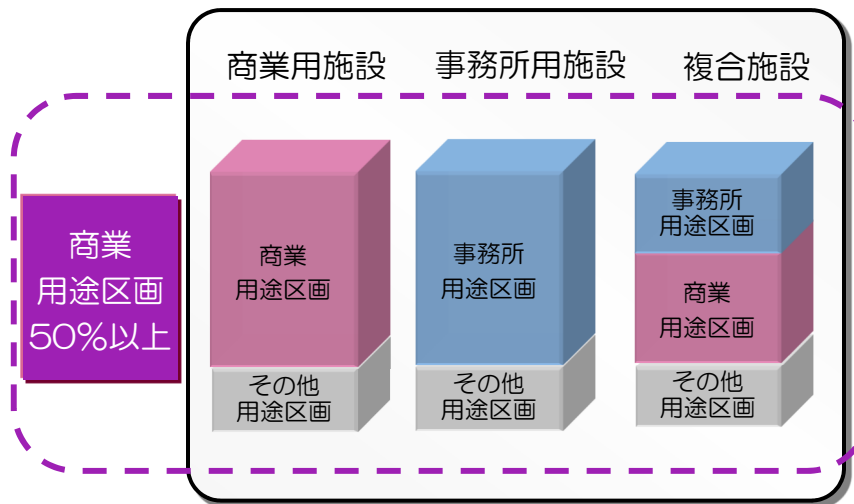 商業用施設
事務所用施設
複合施設
商業
用途区画
50%以上
商業
用途区画
その他
用途区画
事務所
用途区画
その他
用途区画
事務所
用途区画
商業
用途区画
その他
用途区画